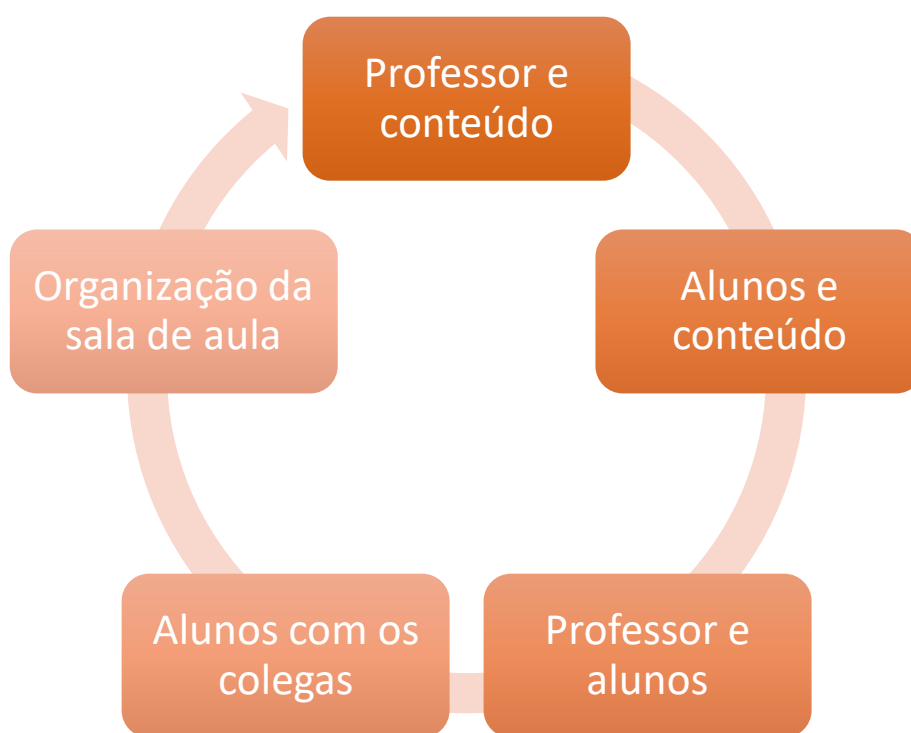 Professor e
conteúdo
Alunos e
conteúdo
Professor e
alunos
Alunos com os
colegas
Organização da
sala de aula